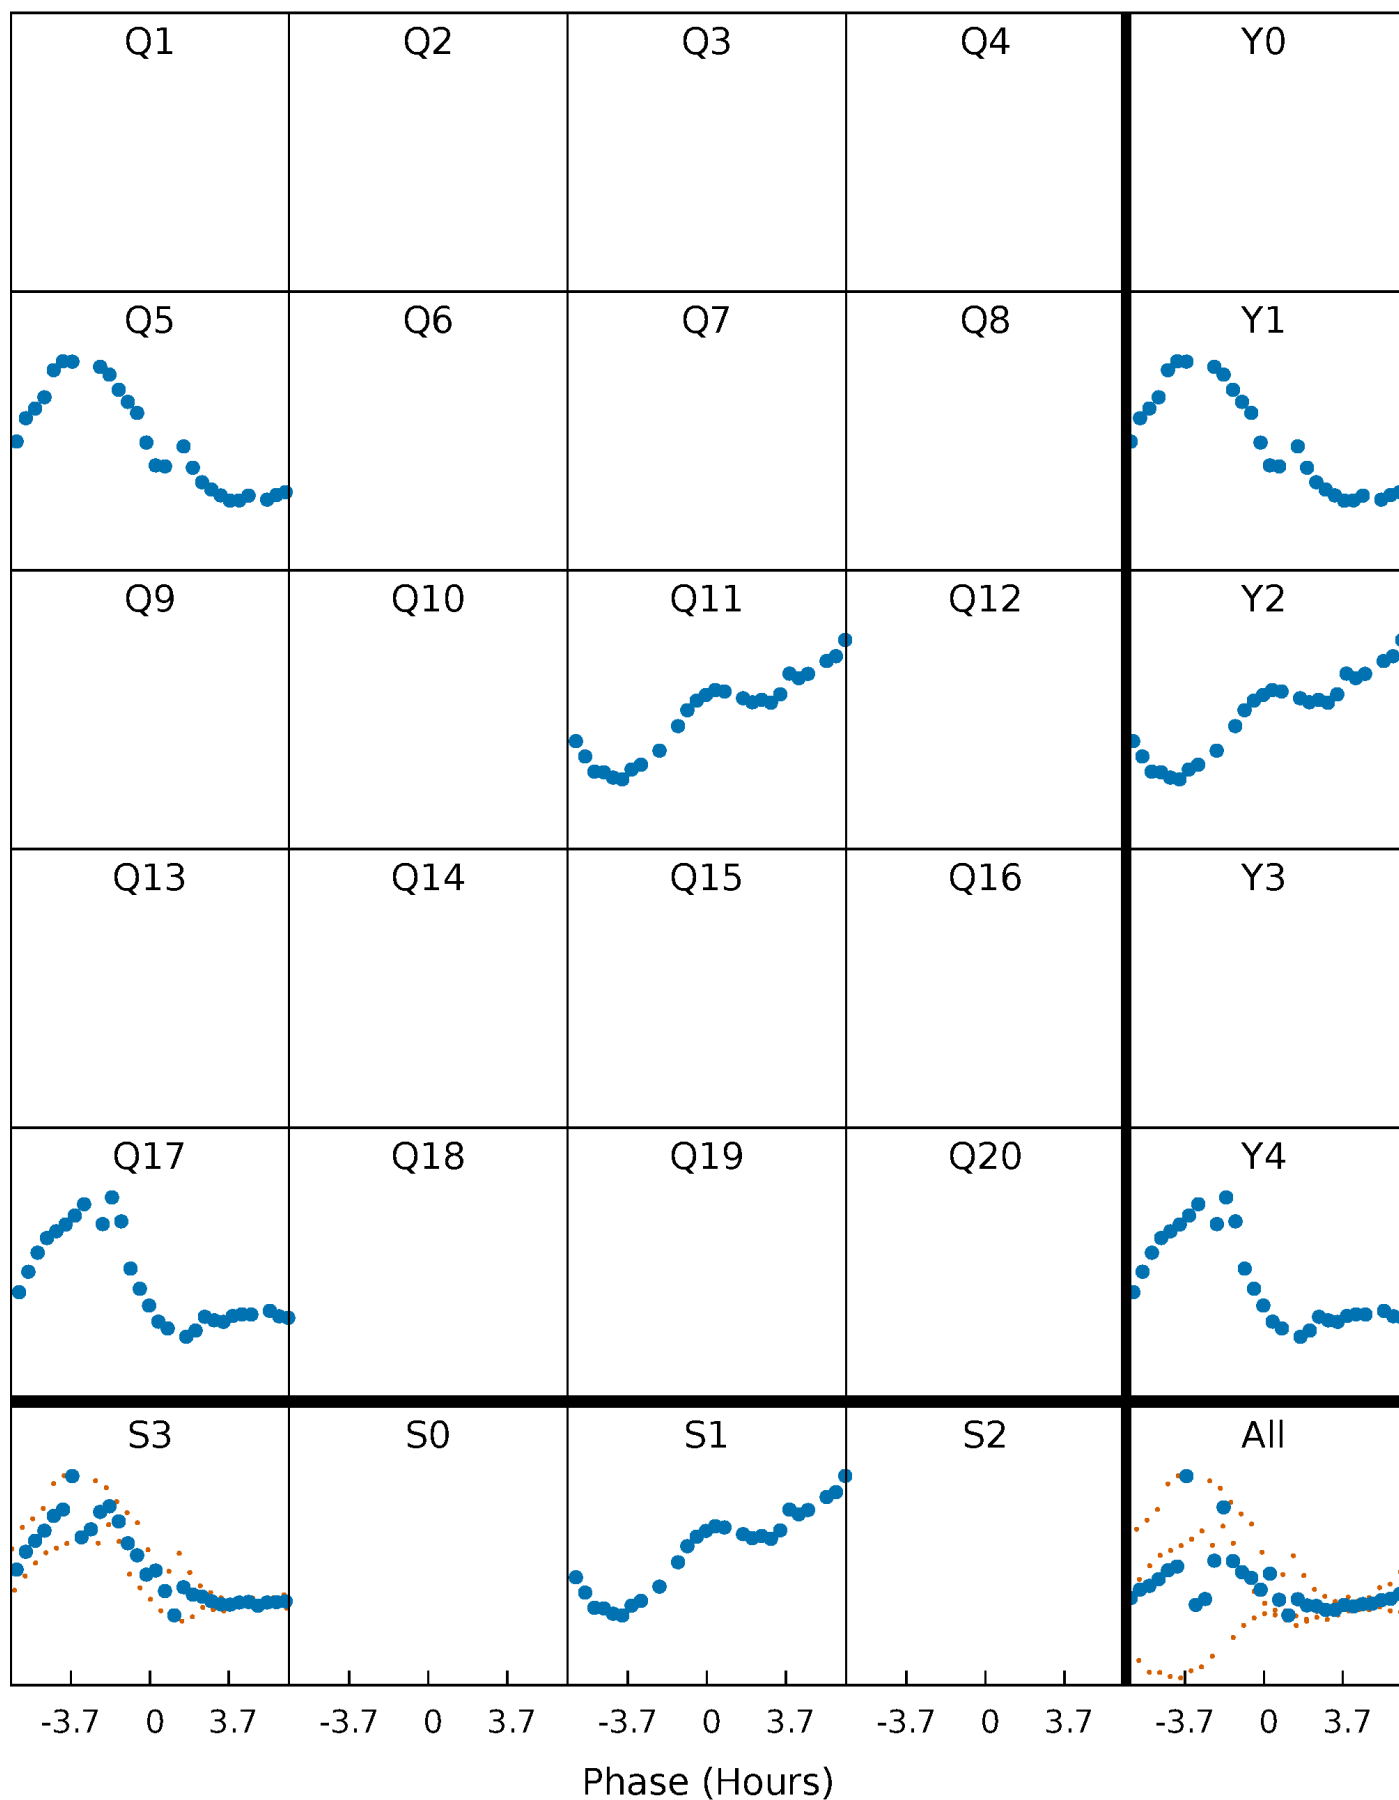 Q1 Q2 Q3 Q4 Y0
Q5 Q6 Q7 Q8 Y1
Q9 Q10 Q11 Q12 Y2
Q13 Q14 Q15 Q16 Y3
Q17 Q18 Q19 Q20 Y4
S3 S0 S1 S2 All
-3.7 0 3.7 -3.7 0 3.7 -3.7 0 3.7 -3.7 0 3.7 -3.7 0 3.7
Phase (Hours)